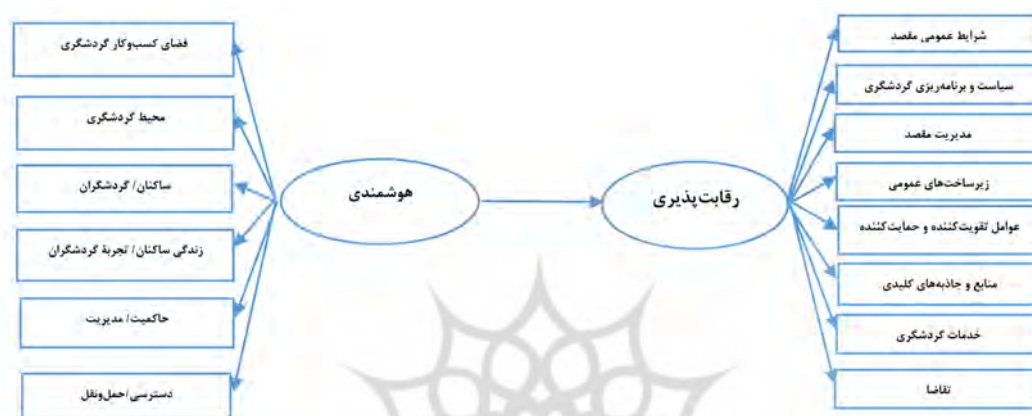 شرایط عمومی مقصد
سیاست و برنامه‌ریزی گردشگری
مدیریت مقصد
زیرساخت‌های عمومی
عوامل تقویت‌کننده و حمایت‌کننده
منابع و جاذبه‌های کلیدی
خدمات گردشگری
تقاضا
رقابت‌پذیری
هوشمندی
فضای کسب‌وکار گردشگری
محیط گردشگری
ساکنان/ گردشگران
زندگی ساکنان/ تجربهٔ گردشگران
حاکمیت/ مدیریت
دسترسی/حمل‌ونقل